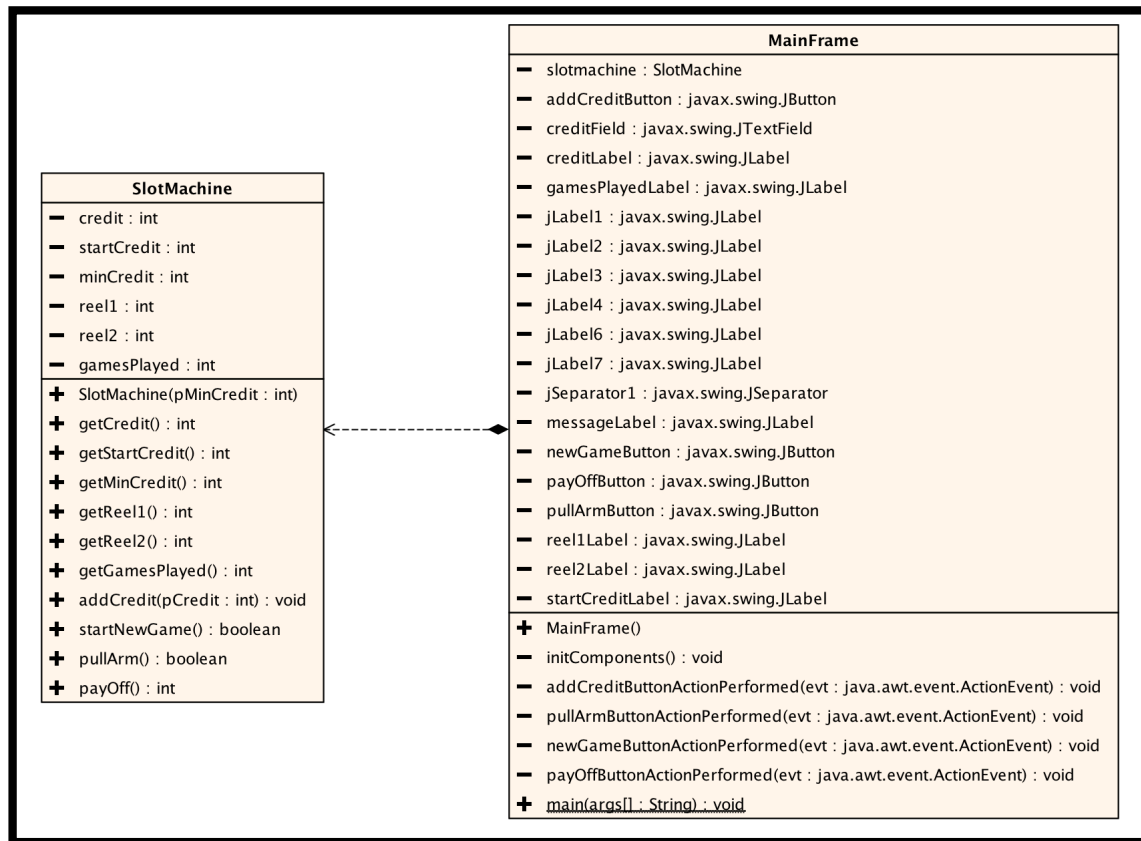 SlotMachine
− credit : int
− startCredit : int
− minCredit : int
− reel1 : int
− reel2 : int
− gamesPlayed : int
+ SlotMachine(pMinCredit : int)
+ getCredit() : int
+ getStartCredit() : int
+ getMinCredit() : int
+ getReel1() : int
+ getReel2() : int
+ getGamesPlayed() : int
+ addCredit(pCredit : int) : void
+ startNewGame() : boolean
+ pullArm() : boolean
+ payOff() : int
MainFrame
− slotmachine : SlotMachine
− addCreditButton : javax.swing.JButton
− creditField : javax.swing.JTextField
− creditLabel : javax.swing.JLabel
− gamesPlayedLabel : javax.swing.JLabel
− jLabel1 : javax.swing.JLabel
− jLabel2 : javax.swing.JLabel
− jLabel3 : javax.swing.JLabel
− jLabel4 : javax.swing.JLabel
− jLabel6 : javax.swing.JLabel
− jLabel7 : javax.swing.JLabel
− jSeparator1 : javax.swing.JSeparator
− messageLabel : javax.swing.JLabel
− newGameButton : javax.swing.JButton
− payOffButton : javax.swing.JButton
− pullArmButton : javax.swing.JButton
− reel1Label : javax.swing.JLabel
− reel2Label : javax.swing.JLabel
− startCreditLabel : javax.swing.JLabel
+ MainFrame()
− initComponents() : void
− addCreditButtonActionPerformed(evt : java.awt.event.ActionEvent) : void
− pullArmButtonActionPerformed(evt : java.awt.event.ActionEvent) : void
− newGameButtonActionPerformed(evt : java.awt.event.ActionEvent) : void
− payOffButtonActionPerformed(evt : java.awt.event.ActionEvent) : void
+ main(args[] : String) : void